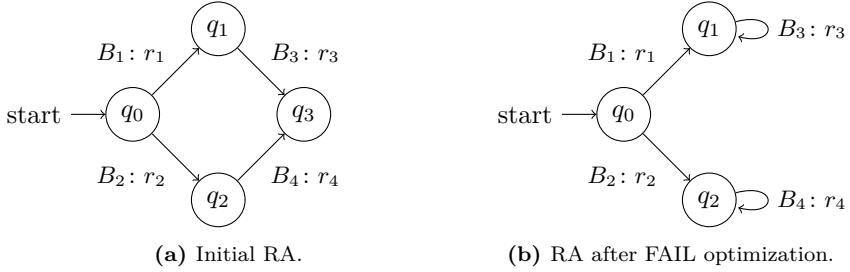 q1
B1: r1
B3: r3
start
q0
q3
B2: r2
B4: r4
q2
(a) Initial RA.
q1
B3: r3
B1: r1
start
q0
B2: r2
q2
B4: r4
(b) RA after FAIL optimization.